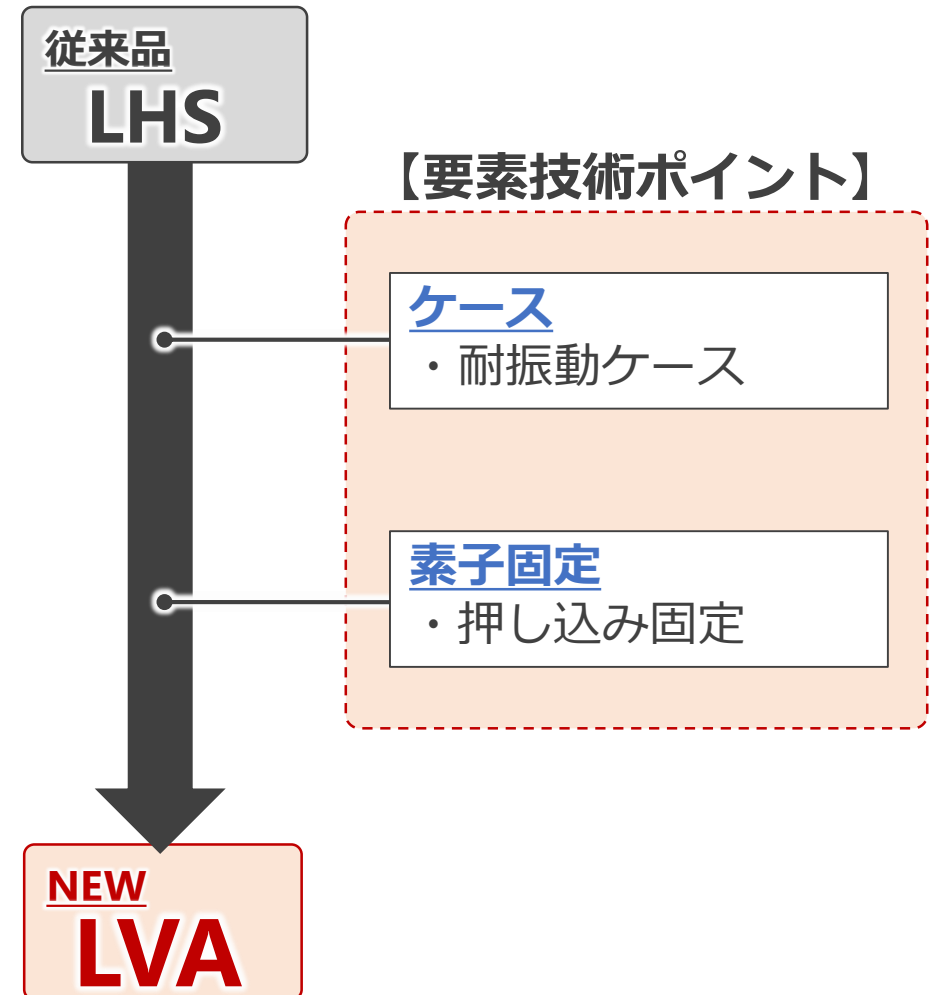 従来品
LHS
【要素技術ポイント】
ケース
・耐振動ケース
素子固定
・押し込み固定
NEW
LVA